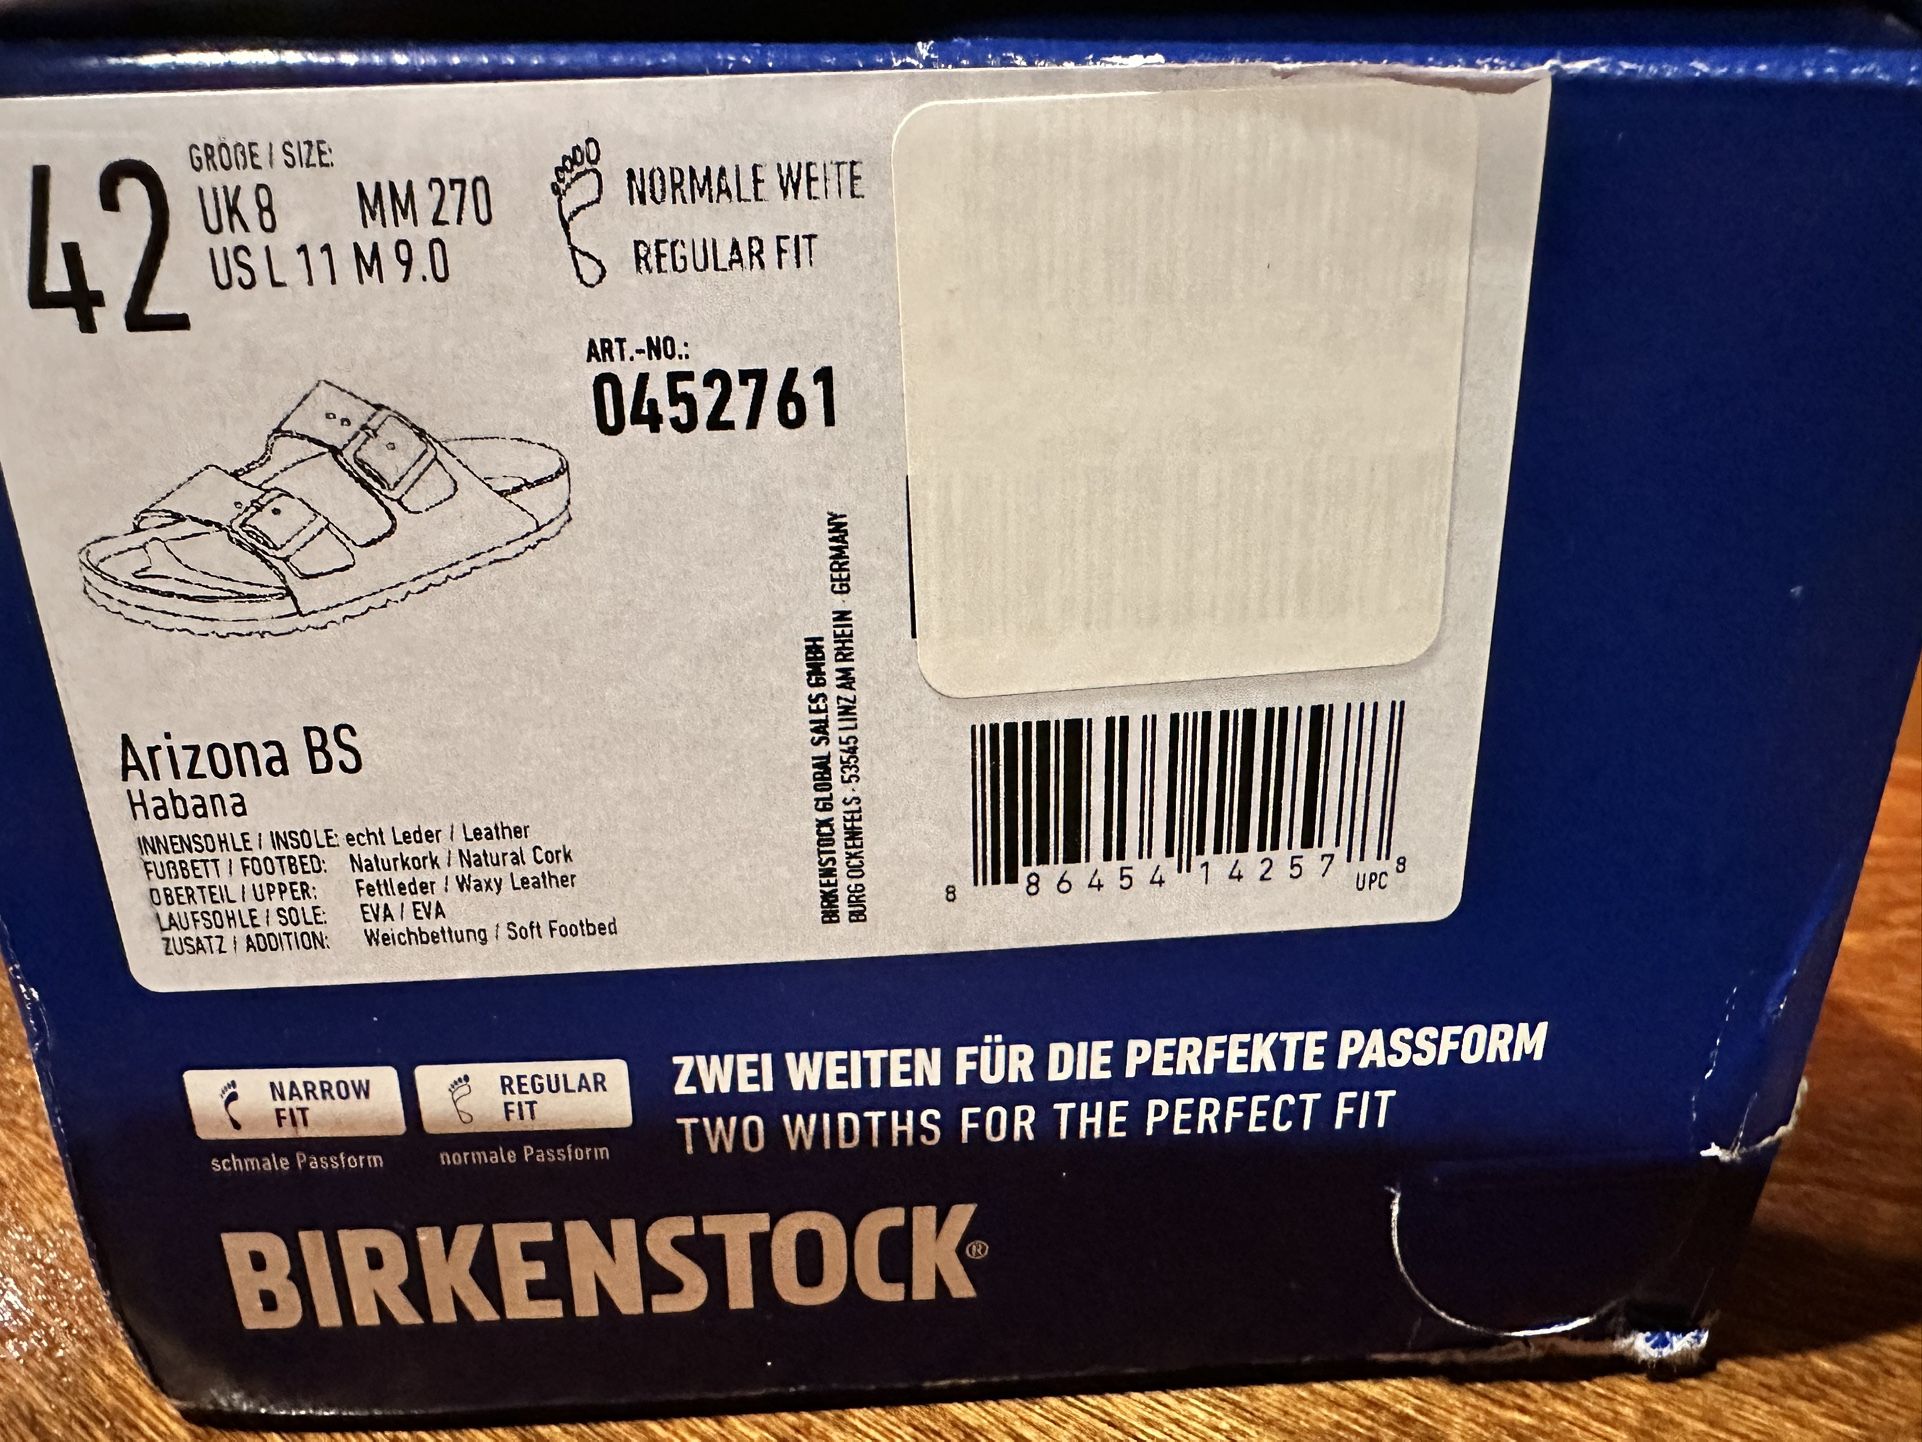 42
GRÖßE / SIZE:
UK 8 MM 270
US L 11 M 9.0
NORMALE WEITE
REGULAR FIT
ART.-NO.:
0452761
Arizona BS
Habana
INNENSOHLE / INSOLE: echt Leder / Leather
FUßBETT / FOOTBED: Naturkork / Natural Cork
OBERTEIL / UPPER: Fettleder / Waxy Leather
LAUFSOHLE / SOLE: EVA / EVA
ZUSATZ / ADDITION: Weichbettung / Soft Footbed
BIRKENSTOCK GLOBAL SALES GMBH
BURG OCKENFELS · 53545 LINZ AM RHEIN · GERMANY
8 86454 14257 UPC 8
NARROW
FIT
schmale Passform
REGULAR
FIT
normale Passform
ZWEI WEITEN FÜR DIE PERFEKTE PASSFORM
TWO WIDTHS FOR THE PERFECT FIT
BIRKENSTOCK®